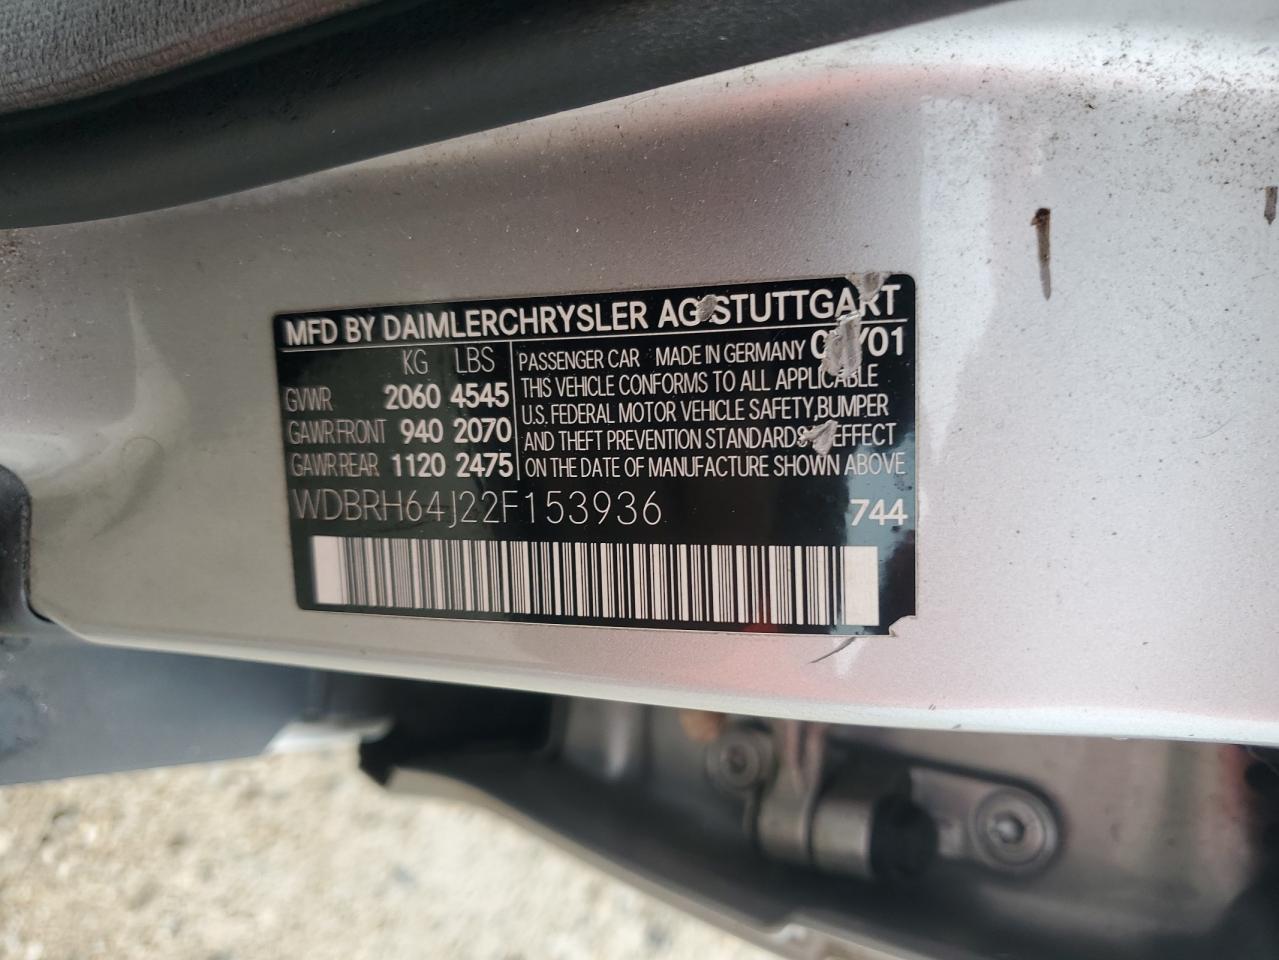 MFD BY DAIMLERCHRYSLER AG STUTTGART
KG LBS
GVWR 2060 4545
GAWR FRONT 940 2070
GAWR REAR 1120 2475
PASSENGER CAR MADE IN GERMANY
THIS VEHICLE CONFORMS TO ALL APPLICABLE
U.S. FEDERAL MOTOR VEHICLE SAFETY, BUMPER
AND THEFT PREVENTION STANDARDS EFFECT
ON THE DATE OF MANUFACTURE SHOWN ABOVE
WDBRH64J22F153936 744